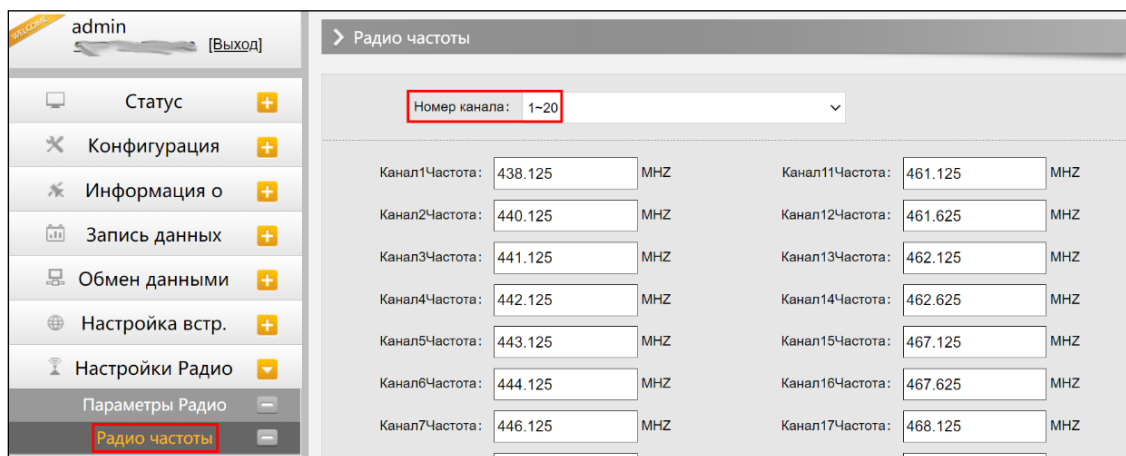 WELCOME
admin
[Выход]
Статус
Конфигурация
Информация о
Запись данных
Обмен данными
Настройка встр.
Настройки Радио
Параметры Радио
Радио частоты
Радио частоты
Номер канала: 1~20
Канал1Частота: 438.125 MHZ Канал11Частота: 461.125 MHZ
Канал2Частота: 440.125 MHZ Канал12Частота: 461.625 MHZ
Канал3Частота: 441.125 MHZ Канал13Частота: 462.125 MHZ
Канал4Частота: 442.125 MHZ Канал14Частота: 462.625 MHZ
Канал5Частота: 443.125 MHZ Канал15Частота: 467.125 MHZ
Канал6Частота: 444.125 MHZ Канал16Частота: 467.625 MHZ
Канал7Частота: 446.125 MHZ Канал17Частота: 468.125 MHZ